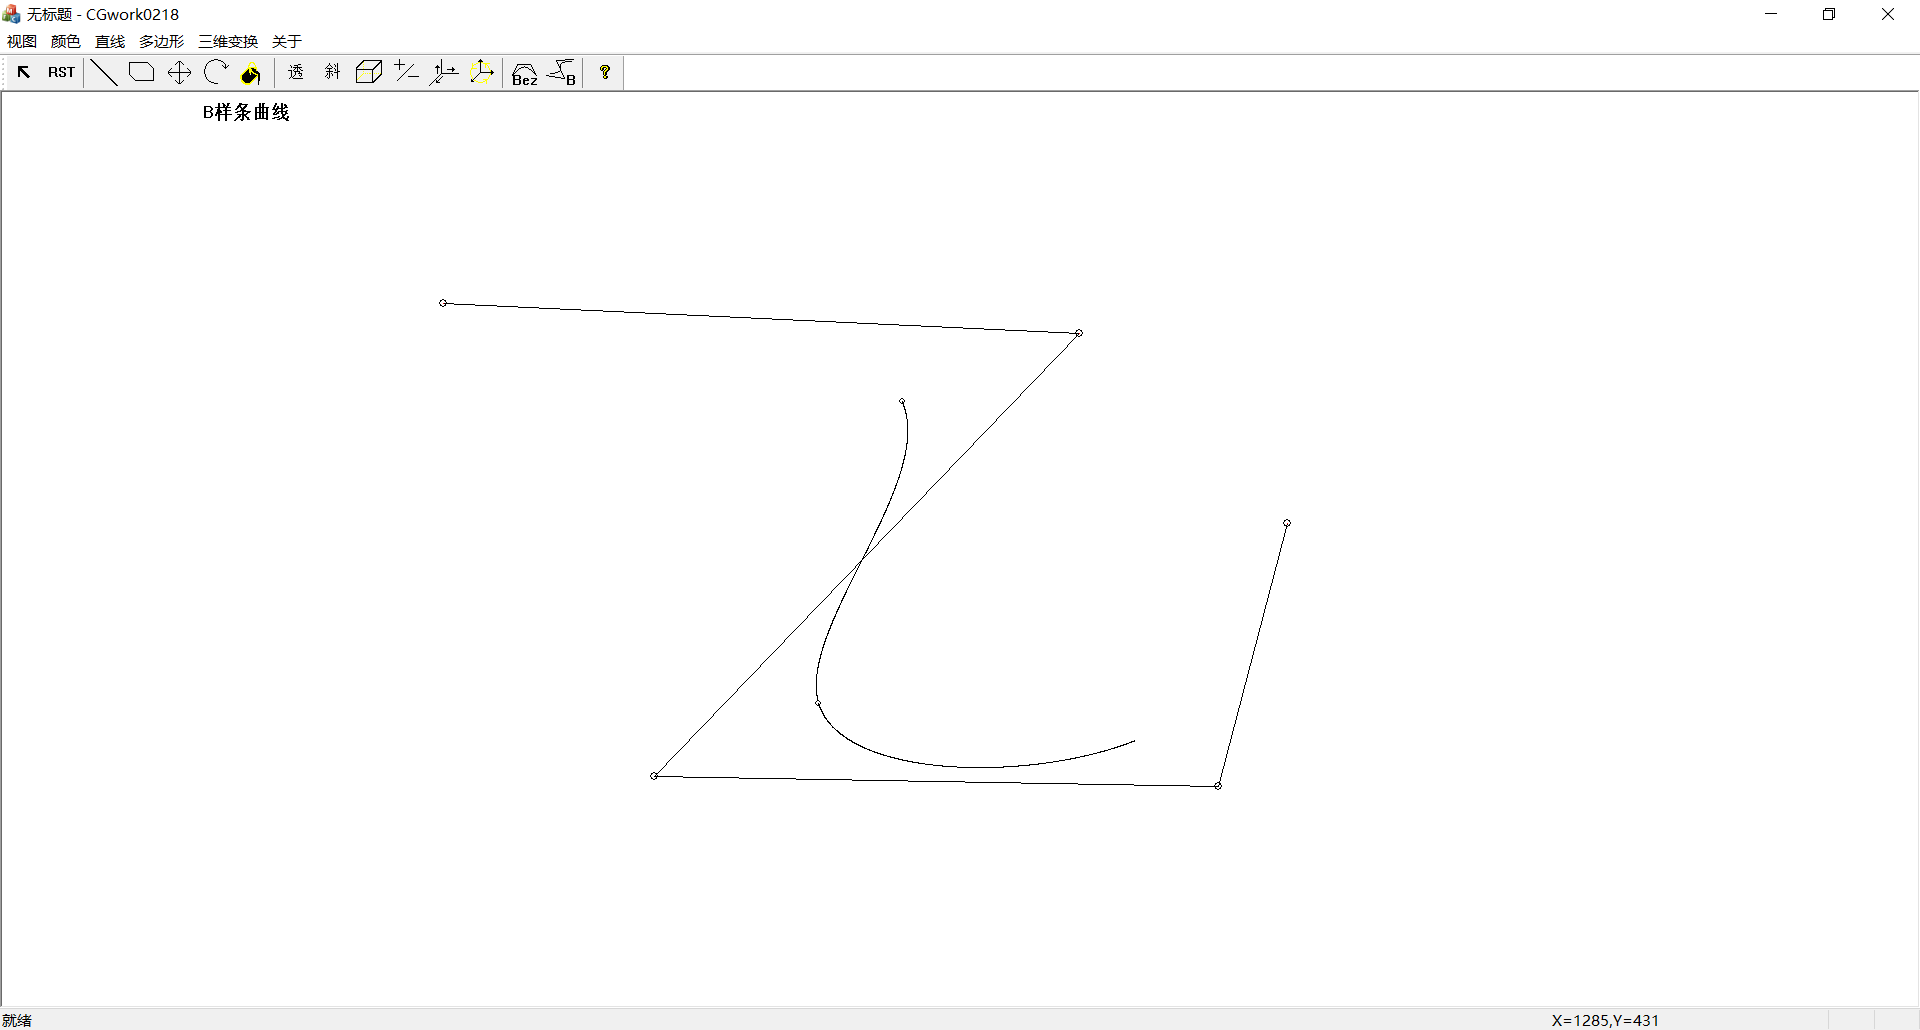 无标题 - CGwork0218
视图 颜色 直线 多边形 三维变换 关于
RST 透 斜 Bez B ?
B样条曲线
就绪 X=1285,Y=431